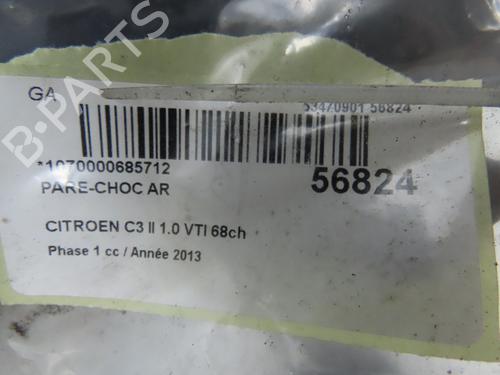 B-PARTS
GA
53470901 56824
*1070000685712
PARE-CHOC AR
56824
CITROEN C3 II 1.0 VTI 68ch
Phase 1 cc / Année 2013